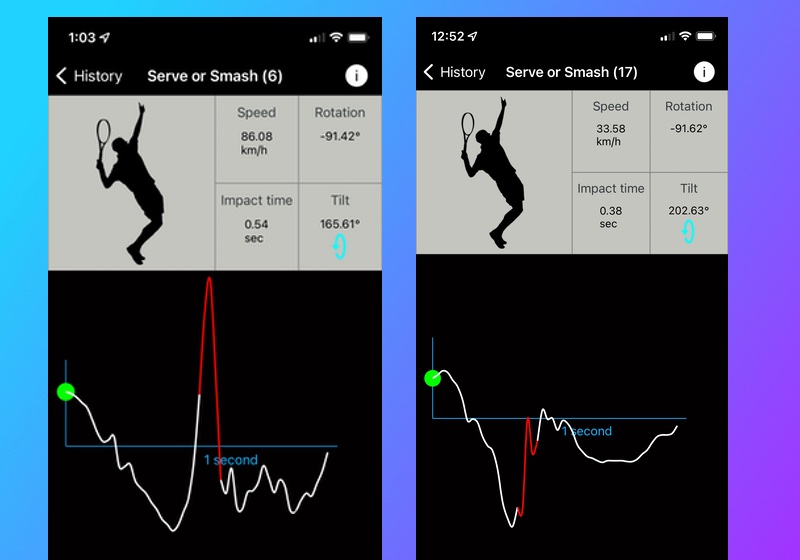 1:03
History
Serve or Smash (6)
i
Speed
86.08
km/h
Rotation
-91.42°
Impact time
0.54
sec
Tilt
165.61°
1 second
12:52
History
Serve or Smash (17)
i
Speed
33.58
km/h
Rotation
-91.62°
Impact time
0.38
sec
Tilt
202.63°
1 second